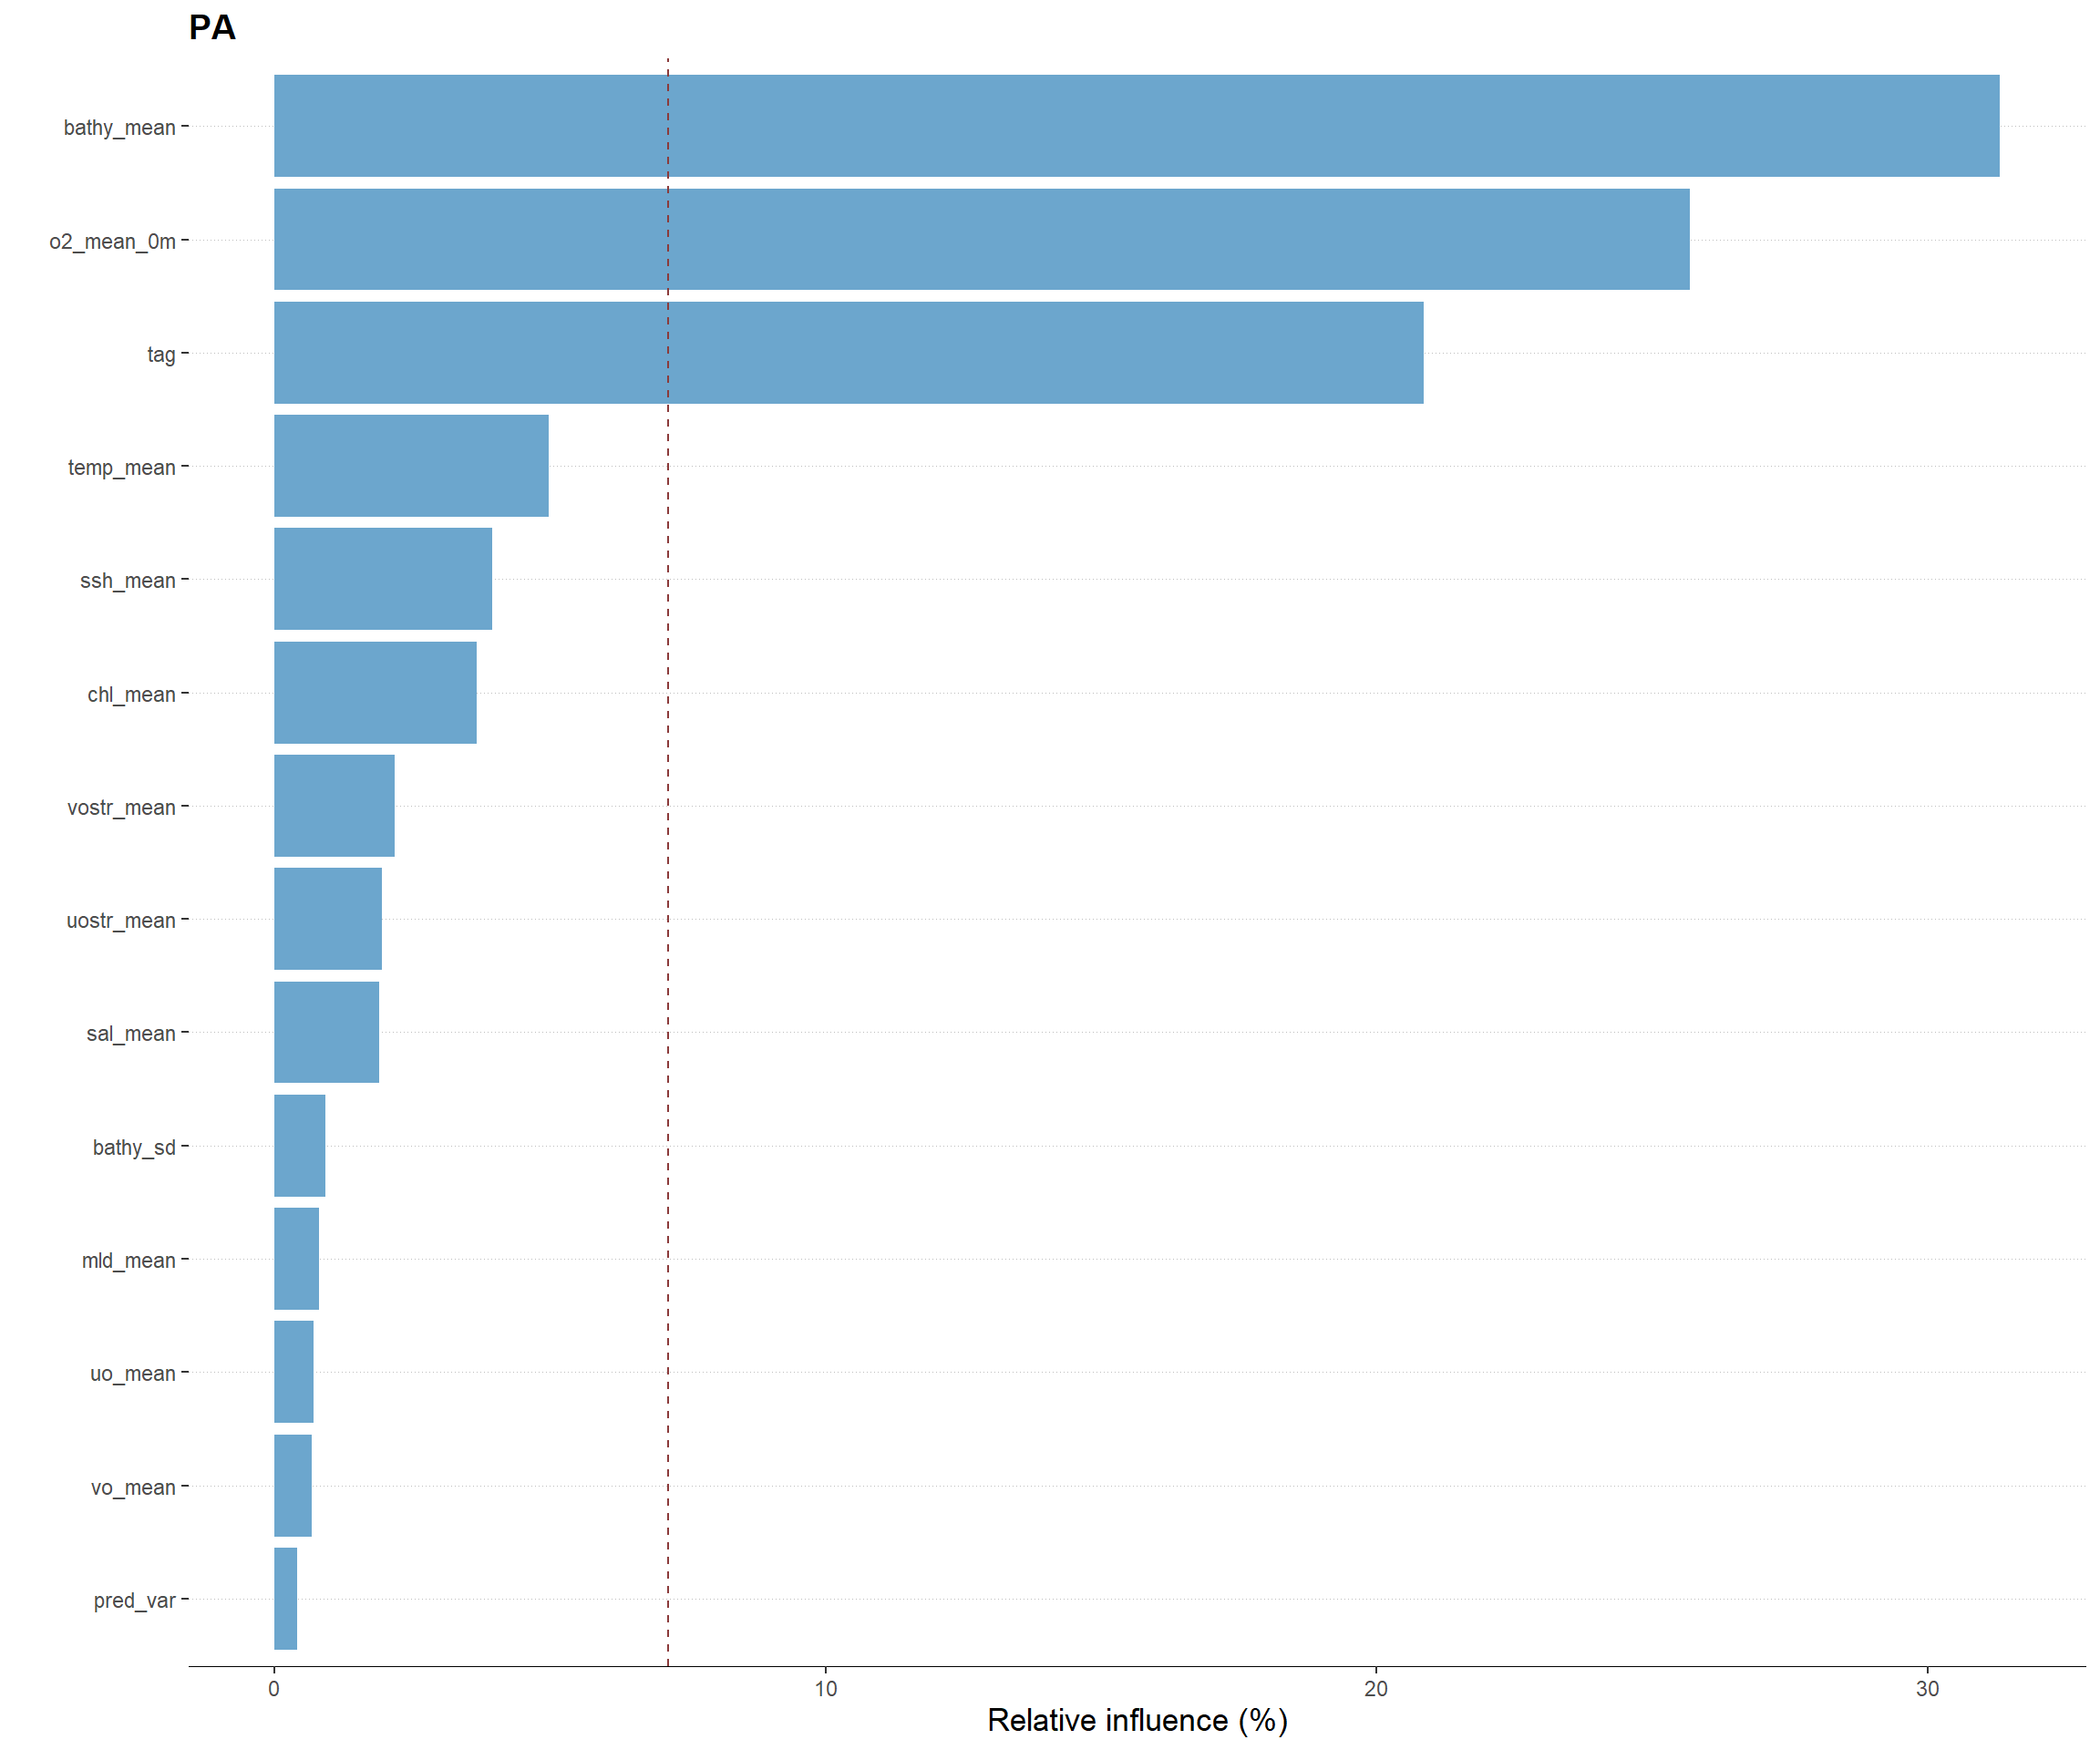 PA
bathy_mean
o2_mean_0m
tag
temp_mean
ssh_mean
chl_mean
vostr_mean
uostr_mean
sal_mean
bathy_sd
mld_mean
uo_mean
vo_mean
pred_var
0 10 20 30
Relative influence (%)